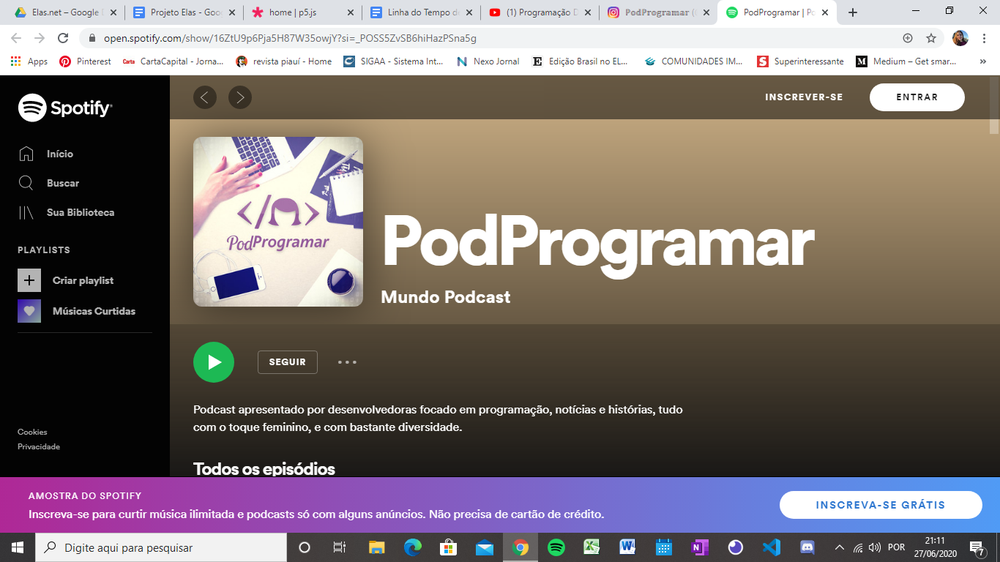 Elas.net – Google
Projeto Elas - Goo
home | p5.js
Linha do Tempo de
(1) Programação D
PodProgramar (
PodProgramar | Po
open.spotify.com/show/16ZtU9p6Pja5H87W35owjY?si=_POSS5ZvSB6hiHazPSna5g
Apps
Pinterest
Carta
CartaCapital - Jorna...
revista piauí - Home
SIGAA - Sistema Int...
Nexo Jornal
Edição Brasil no EL...
COMUNIDADES IM...
Superinteressante
Medium – Get smar...
Spotify
INSCREVER-SE
ENTRAR
Início
Buscar
Sua Biblioteca
PLAYLISTS
Criar playlist
Músicas Curtidas
Cookies
Privacidade
</>
PodProgramar
PodProgramar
Mundo Podcast
SEGUIR
Podcast apresentado por desenvolvedoras focado em programação, notícias e histórias, tudo
com o toque feminino, e com bastante diversidade.
Todos os episódios
AMOSTRA DO SPOTIFY
Inscreva-se para curtir música ilimitada e podcasts só com alguns anúncios. Não precisa de cartão de crédito.
INSCREVA-SE GRÁTIS
Digite aqui para pesquisar
POR
21:11
27/06/2020
7